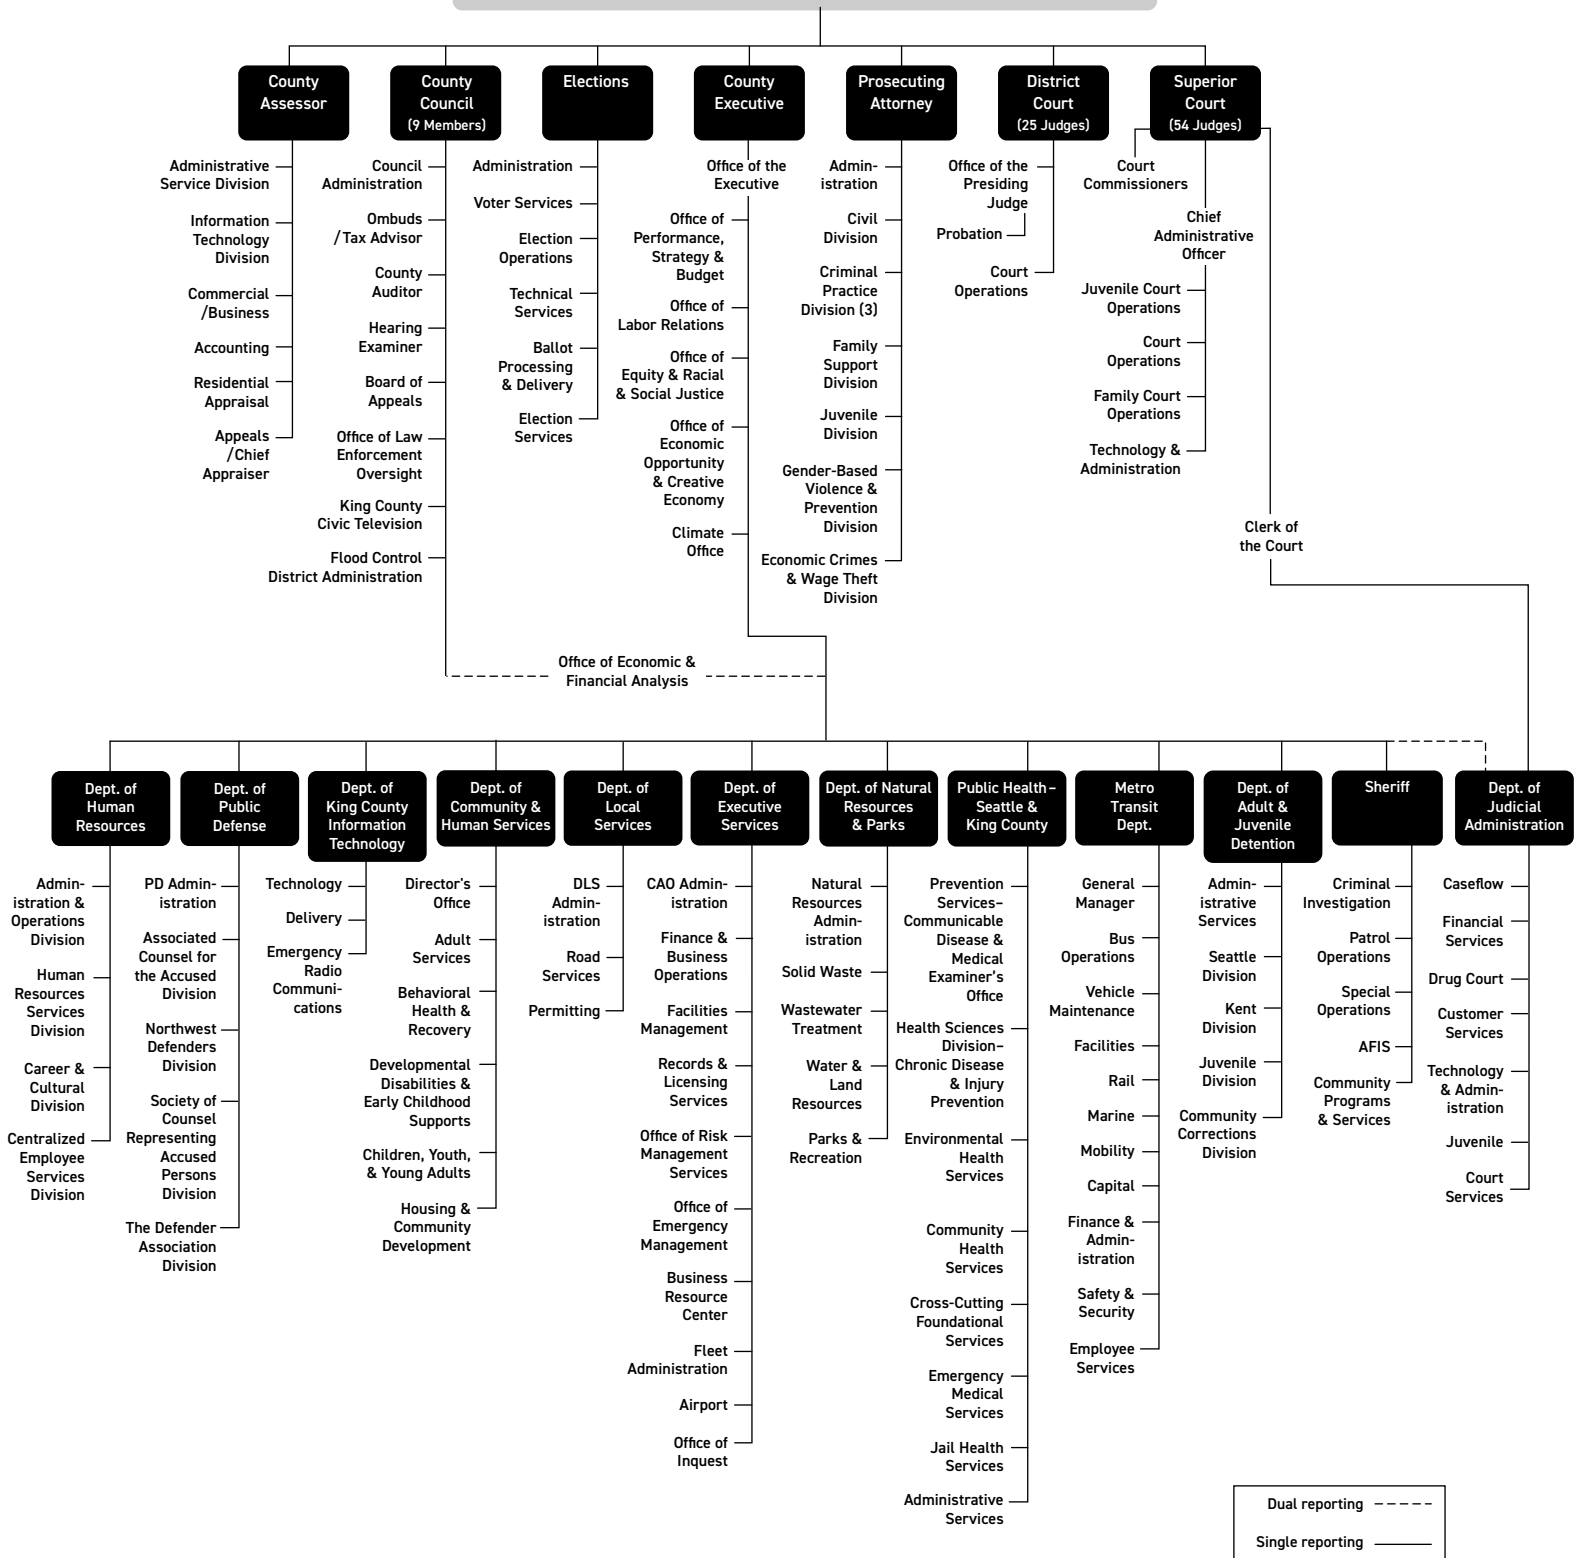 County
Assessor
County
Council
(9 Members)
Elections
County
Executive
Prosecuting
Attorney
District
Court
(25 Judges)
Superior
Court
(54 Judges)
Administrative
Service Division
Information
Technology
Division
Commercial
/Business
Accounting
Residential
Appraisal
Appeals
/Chief
Appraiser
Council
Administration
Ombuds
/Tax Advisor
County
Auditor
Hearing
Examiner
Board of
Appeals
Office of Law
Enforcement
Oversight
King County
Civic Television
Flood Control
District Administration
Administration
Voter Services
Election
Operations
Technical
Services
Ballot
Processing
& Delivery
Election
Services
Office of the
Executive
Office of
Performance,
Strategy &
Budget
Office of
Labor Relations
Office of
Equity & Racial
& Social Justice
Office of
Economic
Opportunity
& Creative
Economy
Climate
Office
Admin-
istration
Civil
Division
Criminal
Practice
Division (3)
Family
Support
Division
Juvenile
Division
Gender-Based
Violence &
Prevention
Division
Economic Crimes
& Wage Theft
Division
Office of the
Presiding
Judge
Probation
Court
Operations
Court
Commissioners
Chief
Administrative
Officer
Juvenile Court
Operations
Court
Operations
Family Court
Operations
Technology &
Administration
Clerk of
the Court
Office of Economic &
Financial Analysis
Dept. of
Human
Resources
Dept. of
Public
Defense
Dept. of
King County
Information
Technology
Dept. of
Community &
Human Services
Dept. of
Local
Services
Dept. of
Executive
Services
Dept. of Natural
Resources
& Parks
Public Health–
Seattle &
King County
Metro
Transit
Dept.
Dept. of
Adult &
Juvenile
Detention
Sheriff
Dept. of
Judicial
Administration
Admin-
istration &
Operations
Division
Human
Resources
Services
Division
Career &
Cultural
Division
Centralized
Employee
Services
Division
PD Admin-
istration
Associated
Counsel for
the Accused
Division
Northwest
Defenders
Division
Society of
Counsel
Representing
Accused
Persons
Division
The Defender
Association
Division
Technology
Delivery
Emergency
Radio
Communi-
cations
Director's
Office
Adult
Services
Behavioral
Health &
Recovery
Developmental
Disabilities &
Early Childhood
Supports
Children, Youth,
& Young Adults
Housing &
Community
Development
DLS
Admin-
istration
Road
Services
Permitting
CAO Admin-
istration
Finance &
Business
Operations
Facilities
Management
Records &
Licensing
Services
Office of Risk
Management
Services
Office of
Emergency
Management
Business
Resource
Center
Fleet
Administration
Airport
Office of
Inquest
Natural
Resources
Admin-
istration
Solid Waste
Wastewater
Treatment
Water &
Land
Resources
Parks &
Recreation
Prevention
Services–
Communicable
Disease &
Medical
Examiner's
Office
Health Sciences
Division–
Chronic Disease
& Injury
Prevention
Environmental
Health
Services
Community
Health
Services
Cross-Cutting
Foundational
Services
Emergency
Medical
Services
Jail Health
Services
Administrative
Services
General
Manager
Bus
Operations
Vehicle
Maintenance
Facilities
Rail
Marine
Mobility
Capital
Finance &
Admin-
istration
Safety &
Security
Employee
Services
Admin-
istrative
Services
Seattle
Division
Kent
Division
Juvenile
Division
Community
Corrections
Division
Criminal
Investigation
Patrol
Operations
Special
Operations
AFIS
Community
Programs
& Services
Caseflow
Financial
Services
Drug Court
Customer
Services
Technology
& Admin-
istration
Juvenile
Court
Services
Dual reporting
Single reporting